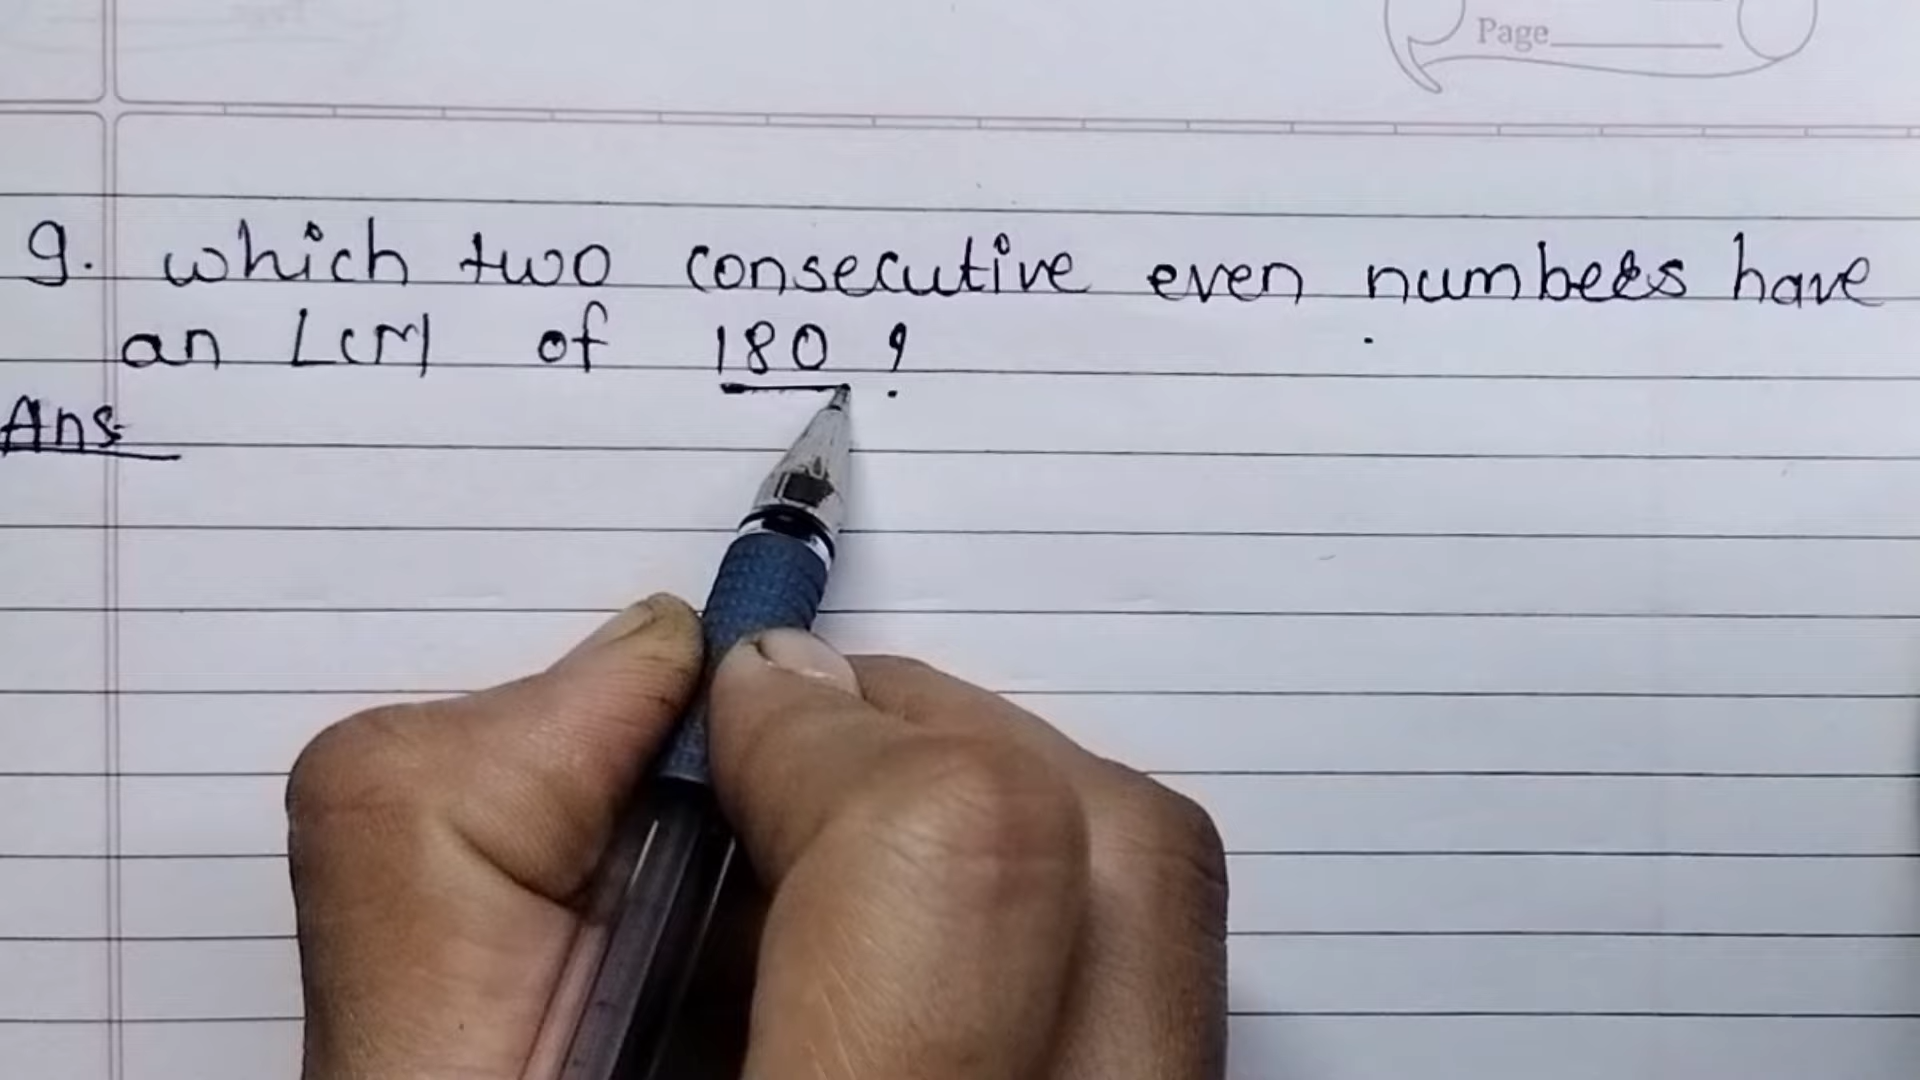 Page
9. which two consecutive even numbers have
an LCM of 180 ?
Ans